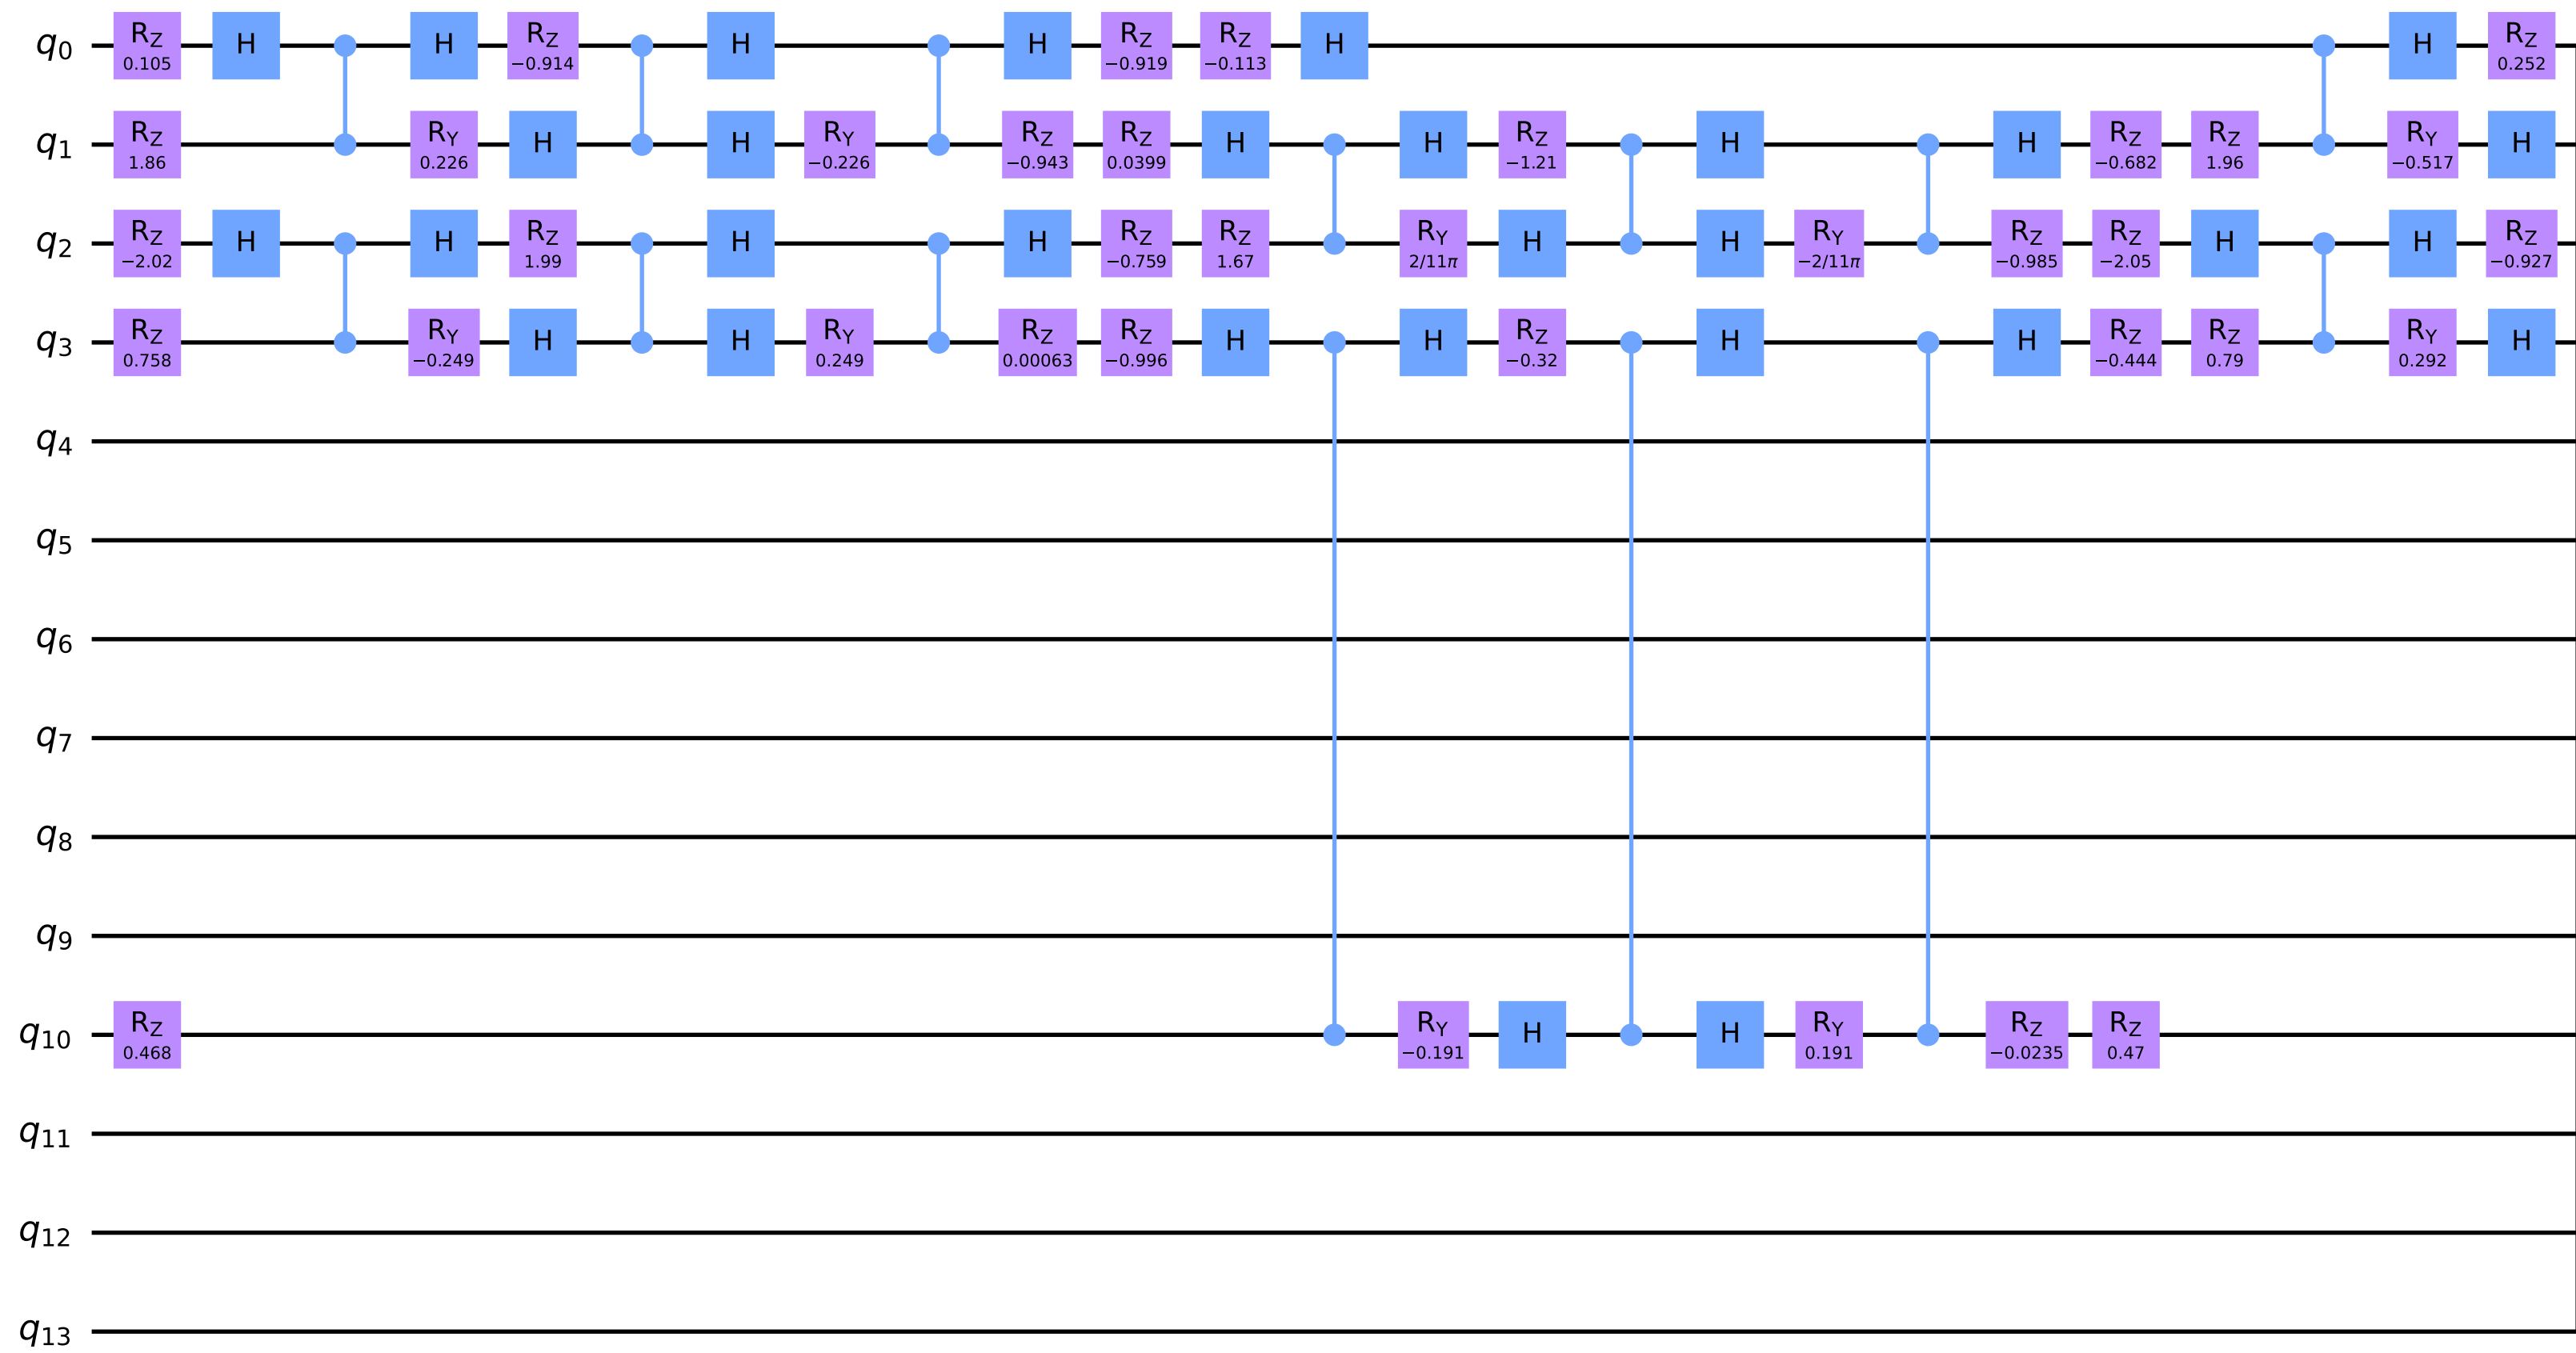 q0 RZ 0.105 H H RZ −0.914 H H RZ −0.919 RZ −0.113 H H RZ 0.252
q1 RZ 1.86 RY 0.226 H H RY −0.226 RZ −0.943 RZ 0.0399 H H RZ −1.21 H H RZ −0.682 RZ 1.96 RY −0.517 H
q2 RZ −2.02 H H RZ 1.99 H H RZ −0.759 RZ 1.67 RY 2/11π H H RY −2/11π RZ −0.985 RZ −2.05 H H RZ −0.927
q3 RZ 0.758 RY −0.249 H H RY 0.249 RZ 0.00063 RZ −0.996 H H RZ −0.32 H H RZ −0.444 RZ 0.79 RY 0.292 H
q4
q5
q6
q7
q8
q9
q10 RZ 0.468 RY −0.191 H H RY 0.191 RZ −0.0235 RZ 0.47
q11
q12
q13